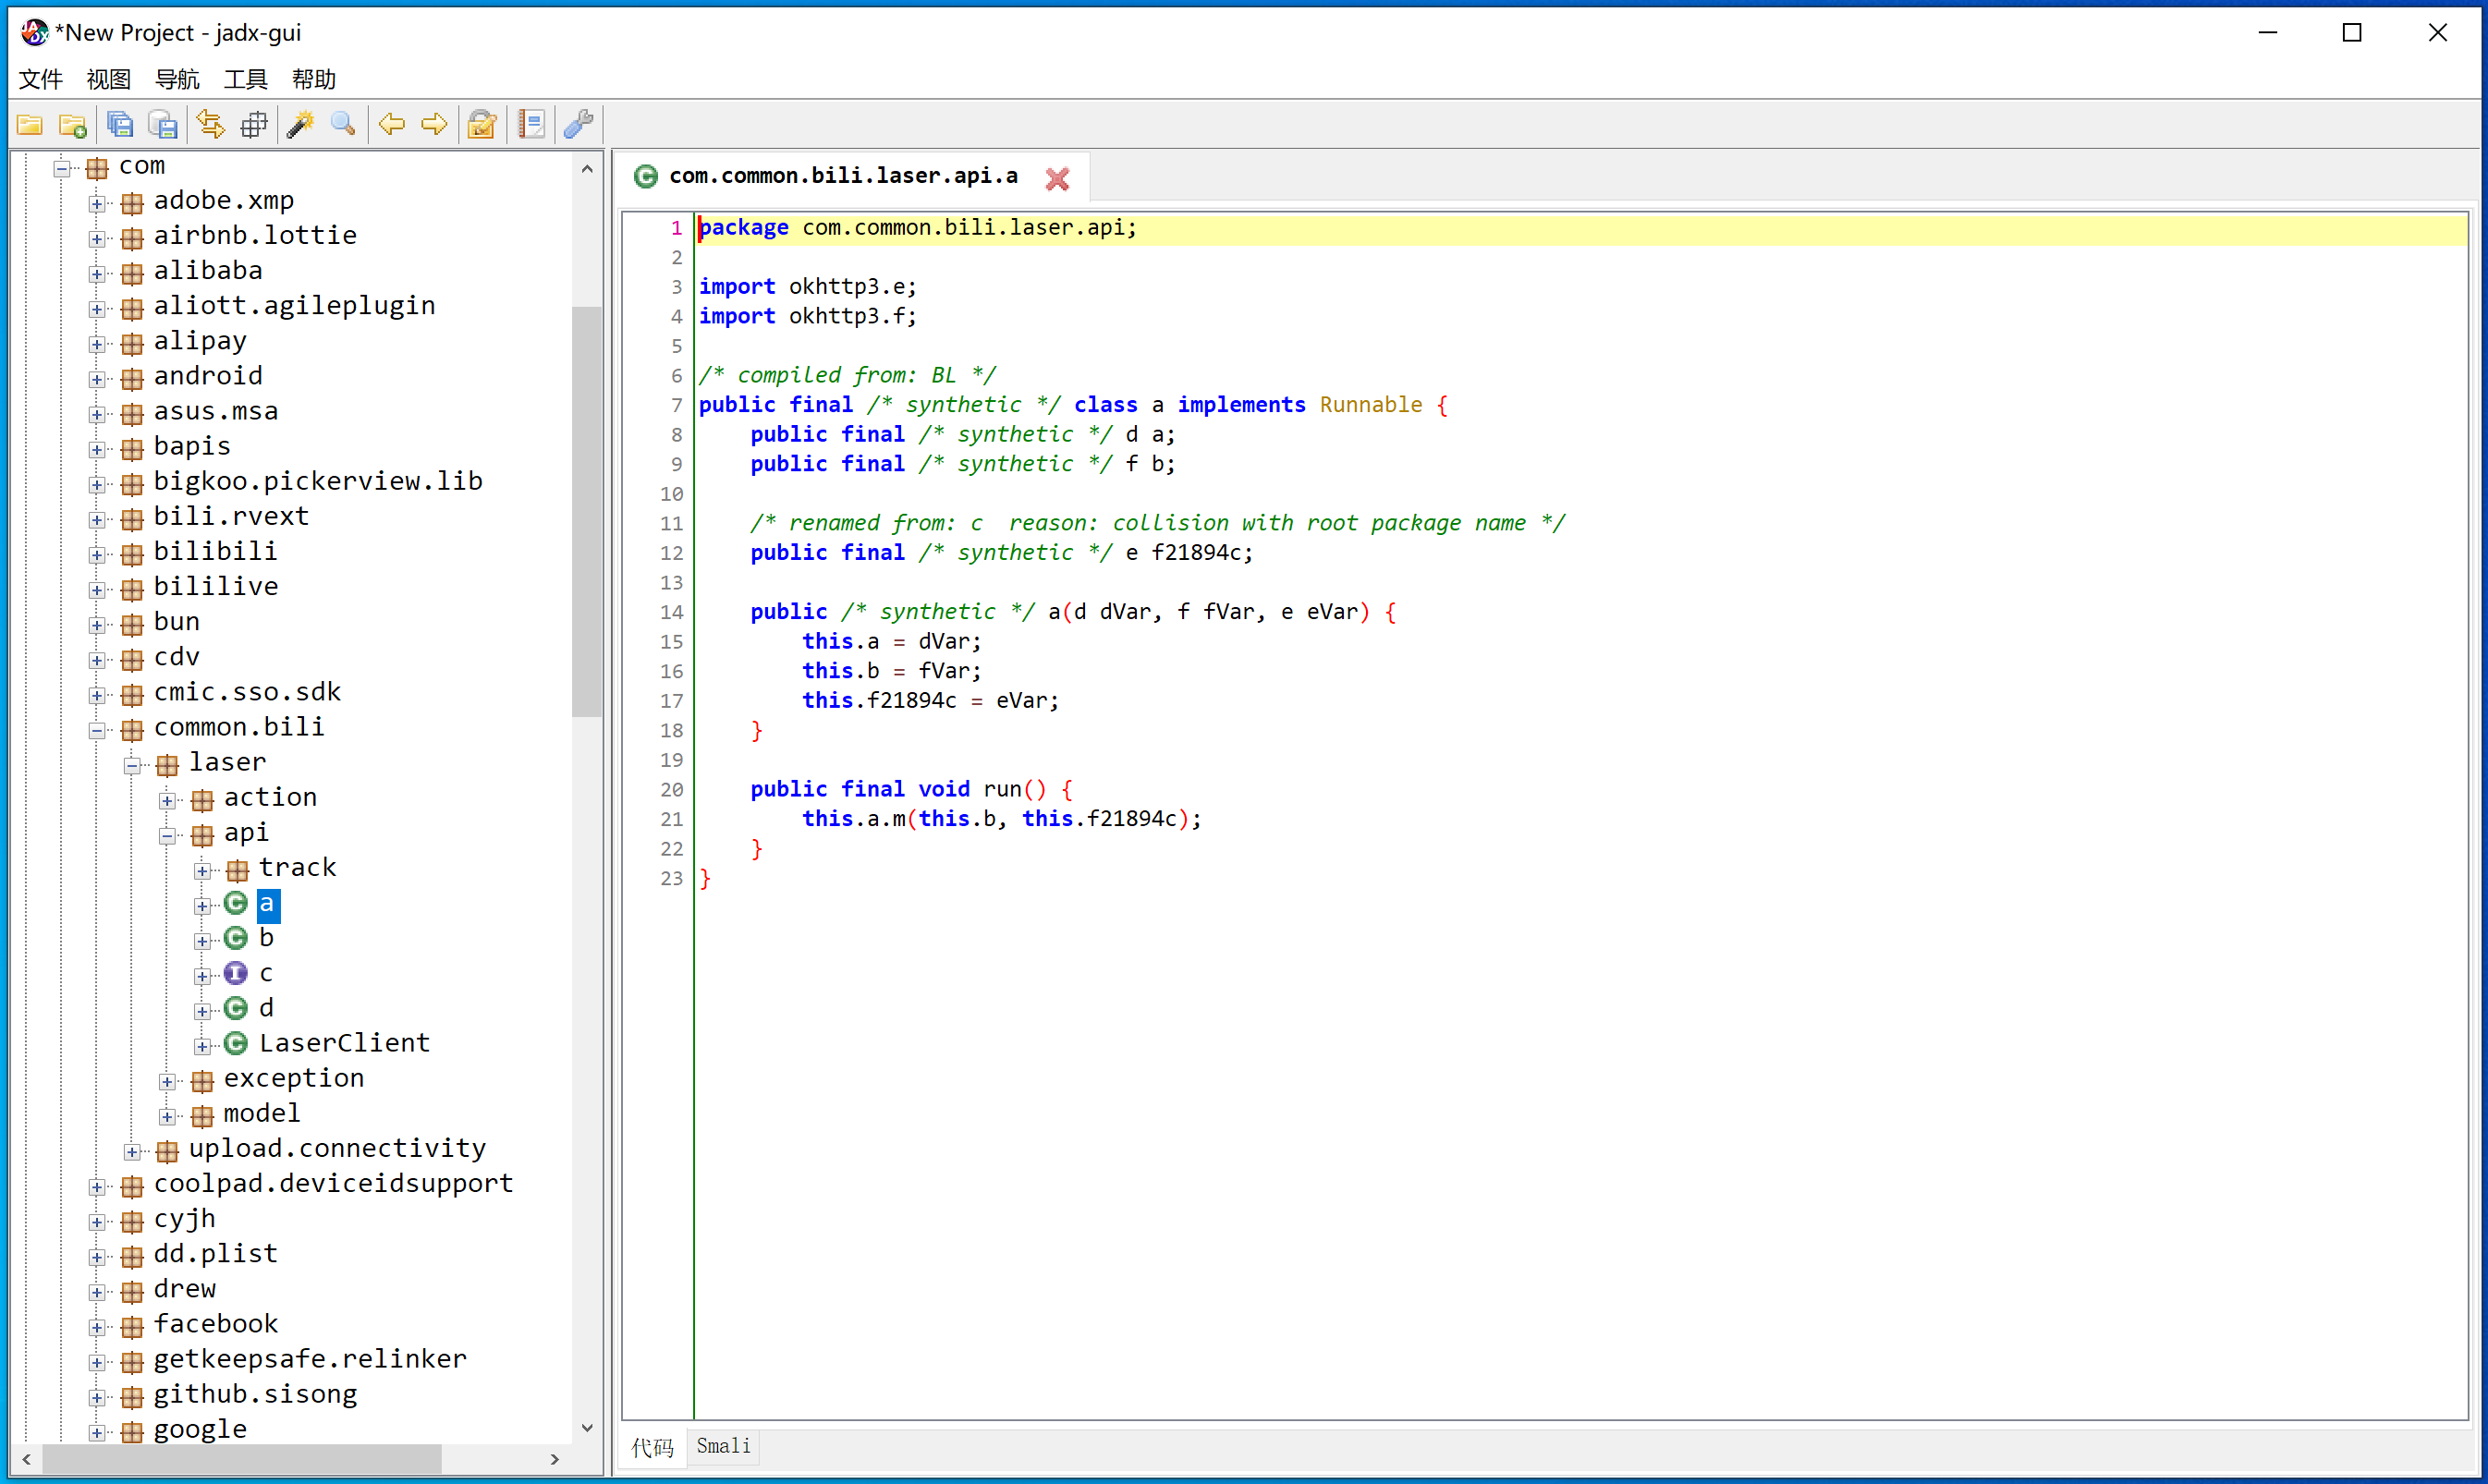 *New Project - jadx-gui
文件 视图 导航 工具 帮助
com
adobe.xmp
airbnb.lottie
alibaba
aliott.agileplugin
alipay
android
asus.msa
bapis
bigkoo.pickerview.lib
bili.rvext
bilibili
bililive
bun
cdv
cmic.sso.sdk
common.bili
laser
action
api
track
a
b
c
d
LaserClient
exception
model
upload.connectivity
coolpad.deviceidsupport
cyjh
dd.plist
drew
facebook
getkeepsafe.relinker
github.sisong
google
com.common.bili.laser.api.a
1 package com.common.bili.laser.api;
2
3 import okhttp3.e;
4 import okhttp3.f;
5
6 /* compiled from: BL */
7 public final /* synthetic */ class a implements Runnable {
8     public final /* synthetic */ d a;
9     public final /* synthetic */ f b;
10
11     /* renamed from: c  reason: collision with root package name */
12     public final /* synthetic */ e f21894c;
13
14     public /* synthetic */ a(d dVar, f fVar, e eVar) {
15         this.a = dVar;
16         this.b = fVar;
17         this.f21894c = eVar;
18     }
19
20     public final void run() {
21         this.a.m(this.b, this.f21894c);
22     }
23 }
代码 Smali